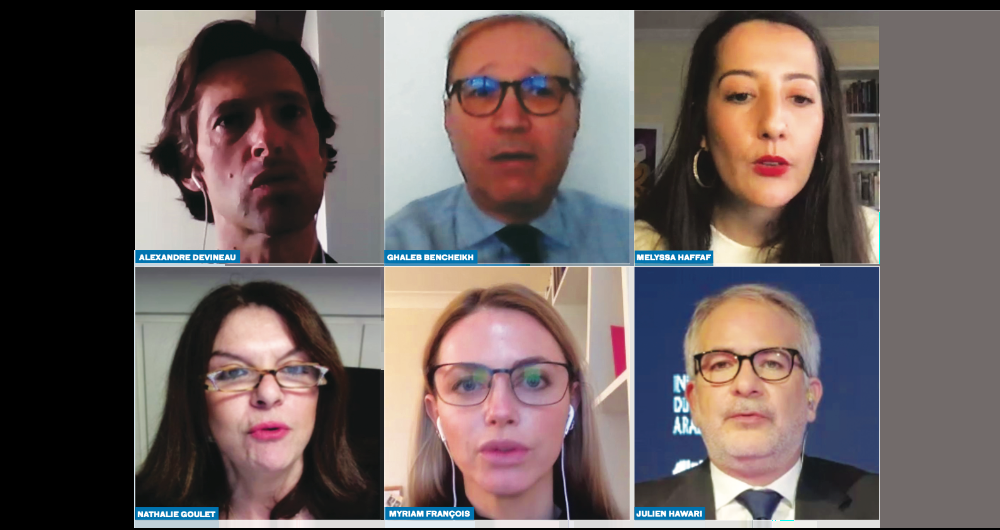 ALEXANDRE DEVINEAU
GHALEB BENCHEIKH
MELYSSA HAFFAF
NATHALIE GOULET
MYRIAM FRANÇOIS
JULIEN HAWARI